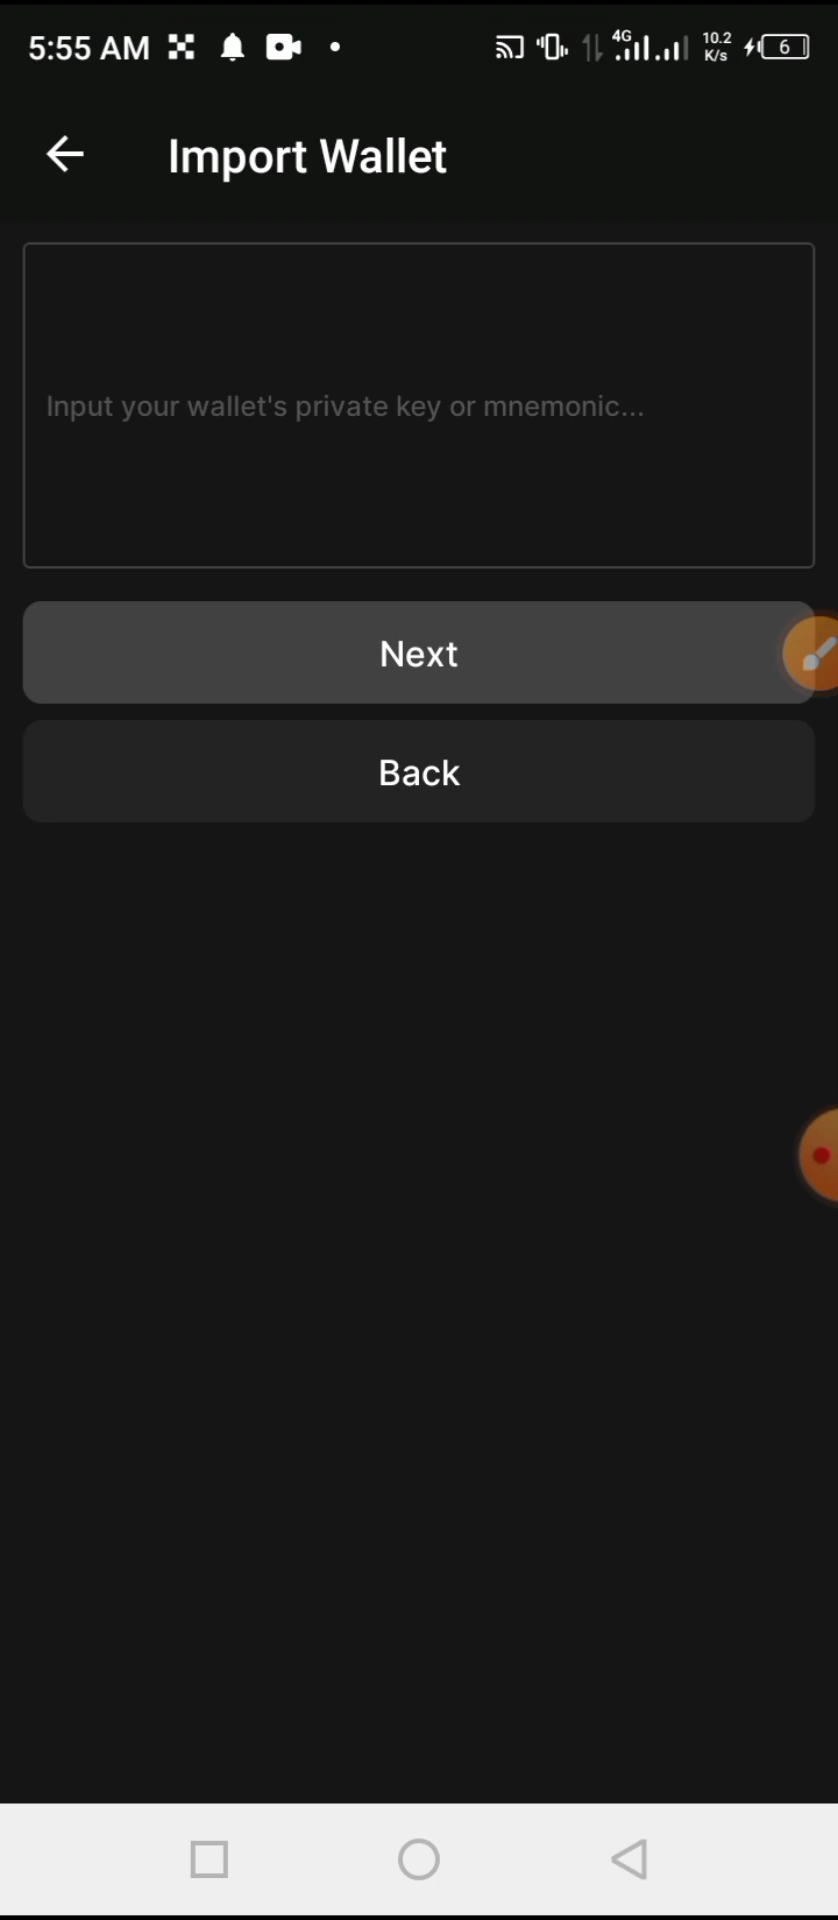 5:55 AM
4G
10.2
K/s
6
Import Wallet
Input your wallet's private key or mnemonic...
Next
Back